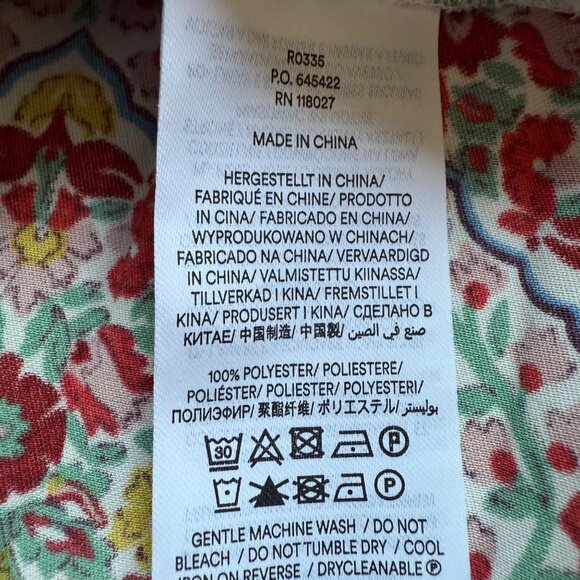 R0335
P.O. 645422
RN 118027
MADE IN CHINA
HERGESTELLT IN CHINA/
FABRIQUÉ EN CHINE/ PRODOTTO
IN CINA/ FABRICADO EN CHINA/
WYPRODUKOWANO W CHINACH/
FABRICADO NA CHINA/ VERVAARDIGD
IN CHINA/ VALMISTETTU KIINASSA/
TILLVERKAD I KINA/ FREMSTILLET I
KINA/ PRODUSERT I KINA/ СДЕЛАНО В
КИТАЕ/ 中国制造/ 中国製/ صنع في الصين
100% POLYESTER/ POLIESTERE/
POLIÉSTER/ POLIESTER/ POLYESTERI/
ПОЛИЭФИР/ 聚酯纤维/ ポリエステル/ بوليستر
30 P
P
GENTLE MACHINE WASH / DO NOT
BLEACH / DO NOT TUMBLE DRY / COOL
IRON ON REVERSE / DRYCLEANABLE